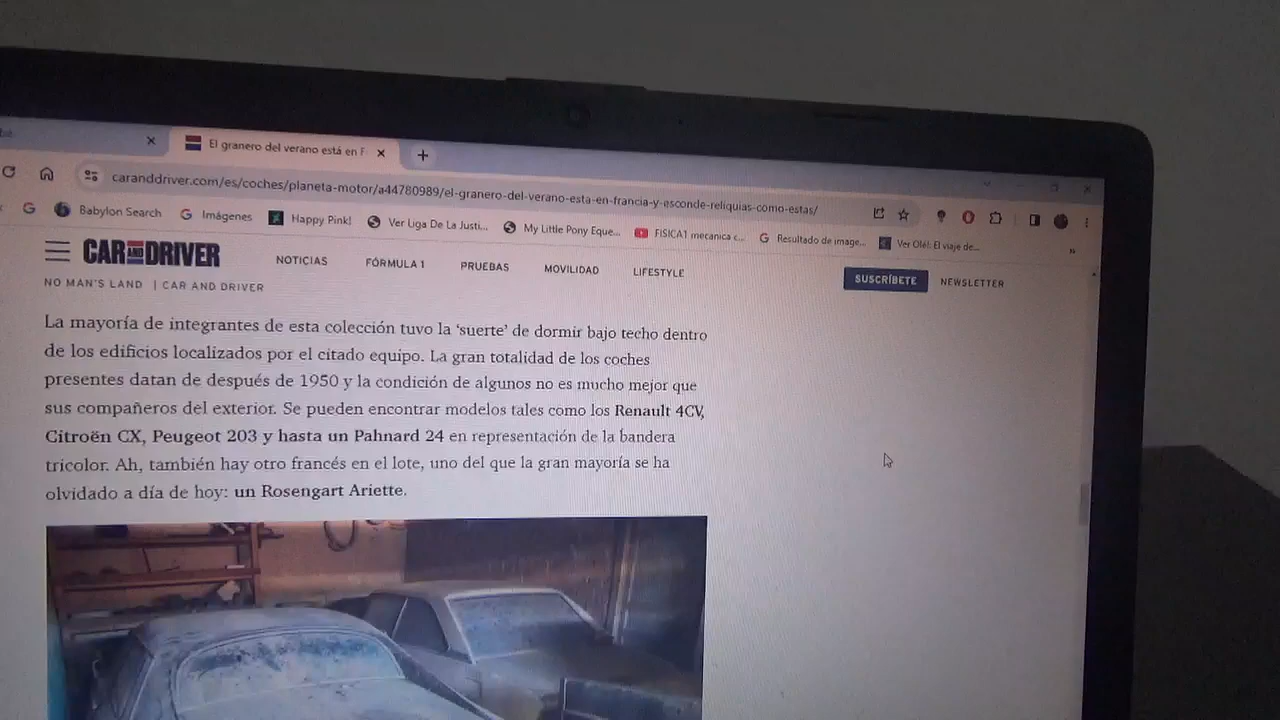 El granero del verano está en F
caranddriver.com/es/coches/planeta-motor/a44780989/el-granero-del-verano-esta-en-francia-y-esconde-reliquias-como-estas/
Babylon Search Imágenes Happy Pink! Ver Liga De La Justi... My Little Pony Eque... FISICA1 mecanica c... Resultado de image... Ver Olé!. El viaje de...
CAR AND DRIVER NOTICIAS FÓRMULA 1 PRUEBAS MOVILIDAD LIFESTYLE SUSCRÍBETE NEWSLETTER
NO MAN'S LAND | CAR AND DRIVER
La mayoría de integrantes de esta colección tuvo la ‘suerte’ de dormir bajo techo dentro
de los edificios localizados por el citado equipo. La gran totalidad de los coches
presentes datan de después de 1950 y la condición de algunos no es mucho mejor que
sus compañeros del exterior. Se pueden encontrar modelos tales como los Renault 4CV,
Citroën CX, Peugeot 203 y hasta un Pahnard 24 en representación de la bandera
tricolor. Ah, también hay otro francés en el lote, uno del que la gran mayoría se ha
olvidado a día de hoy: un Rosengart Ariette.